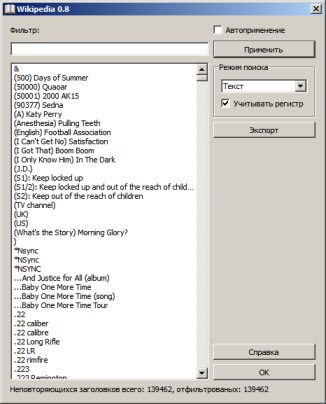 Wikipedia 0.8
Фильтр:
Автоприменение
Применить
Режим поиска
Текст
Учитывать регистр
Экспорт
&
(500) Days of Summer
(50000) Quaoar
(50001) 2000 AK15
(90377) Sedna
(A) Katy Perry
(Anesthesia) Pulling Teeth
(English) Football Association
(I Can't Get No) Satisfaction
(I Got That) Boom Boom
(I Only Know Him) In The Dark
(J.D.)
(S1): Keep locked up
(S1/2): Keep locked up and out of the reach of child...
(S2): Keep out of the reach of children
(TV channel)
(UK)
(US)
(What's the Story) Morning Glory?
)
*Nsync
*NSync
*NSYNC
...And Justice for All (album)
...Baby One More Time
...Baby One More Time (song)
...Baby One More Time Tour
.22
.22 caliber
.22 calibre
.22 Long Rifle
.22 LR
.22 rimfire
.223
.223 Remington
Справка
OK
Неповторяющихся заголовков всего: 139462, отфильтрованых: 139462